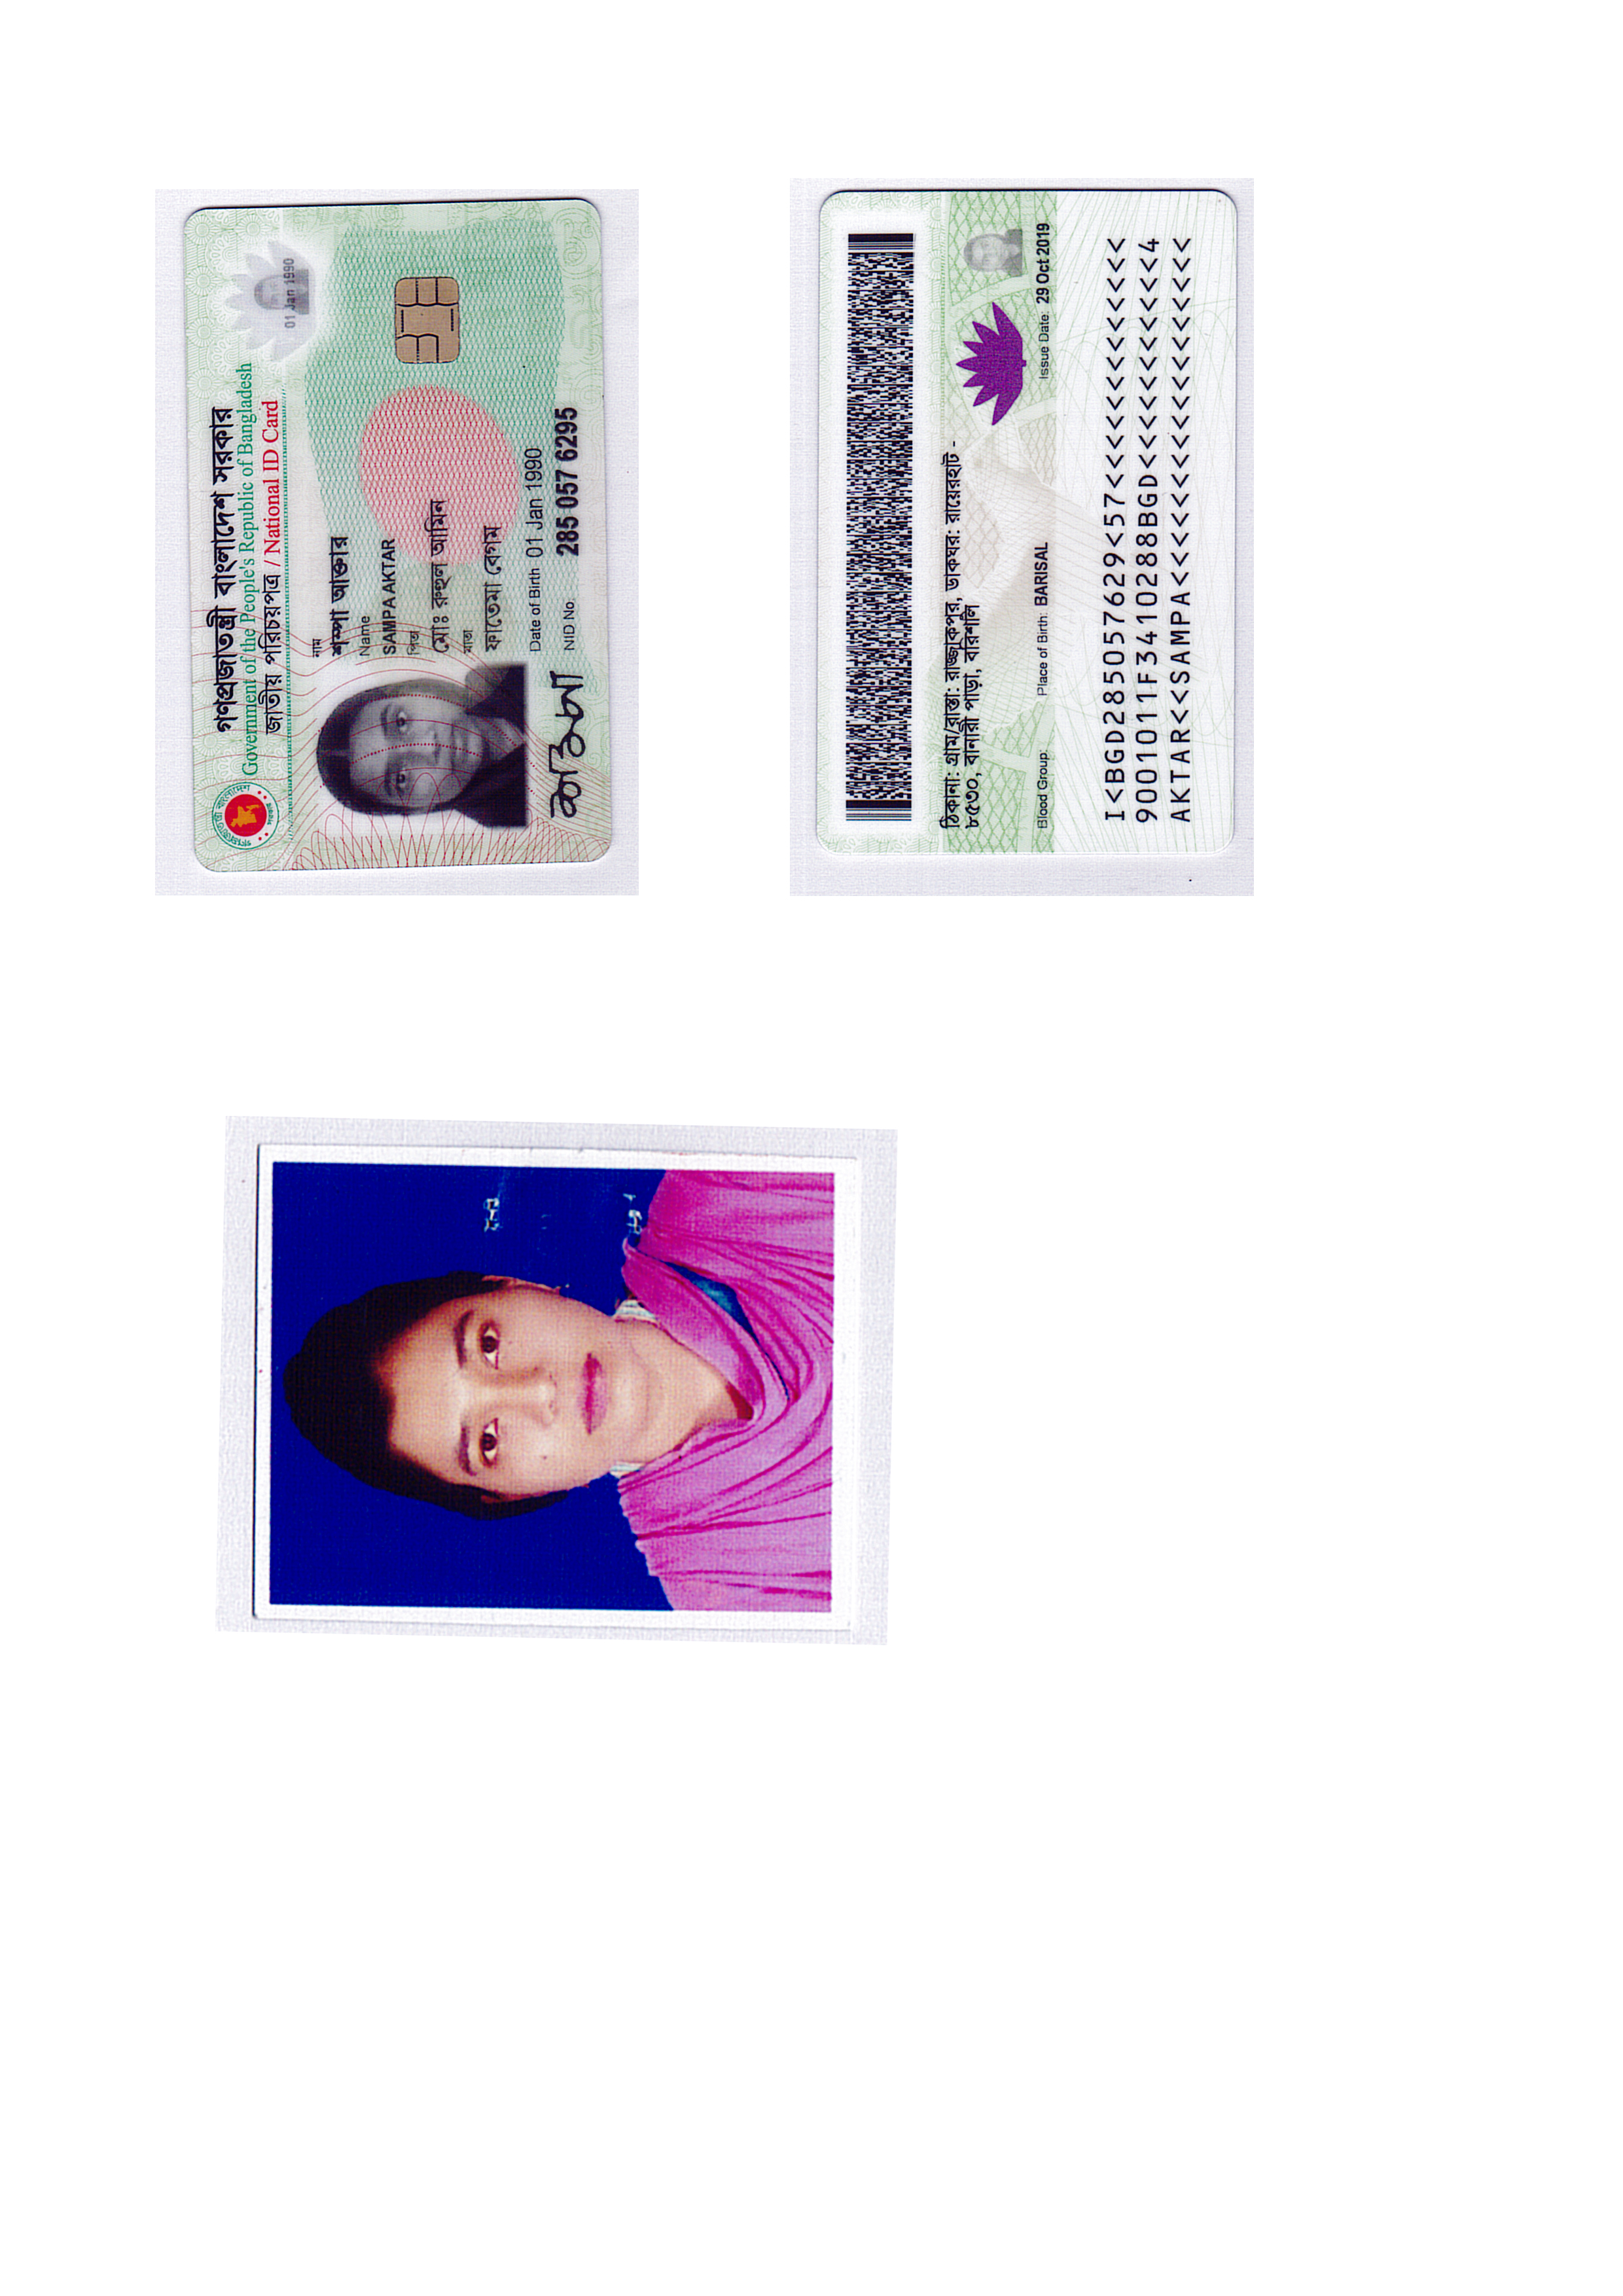 গণপ্রজাতন্ত্রী বাংলাদেশ সরকার
Government of the People's Republic of Bangladesh
জাতীয় পরিচয়পত্র / National ID Card
01 Jan 1990
নাম
শম্পা আক্তার
Name
SAMPA AKTAR
পিতা
মোঃ রুহুল আমিন
মাতা
ফাতেমা বেগম
Date of Birth 01 Jan 1990
NID No. 285 057 6295
ঠিকানা: গ্রাম/রাস্তা: রাজ্জাকপুর, ডাকঘর: রায়েরহাট -
৮৫৩০, বানারী পাড়া, বরিশাল
Blood Group: Place of Birth: BARISAL Issue Date: 29 Oct 2019
I<BGD285057629<57<<<<<<<<<<<<<
9001011F3410288BGD<<<<<<<<<<<4
AKTAR<<SAMPA<<<<<<<<<<<<<<<<<<